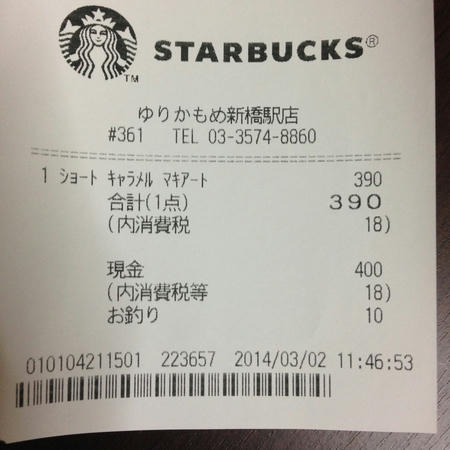 STARBUCKS®
TM
ゆりかもめ新橋駅店
#361 TEL 03-3574-8860
1 ショート キャラメル マキアート 390
合計(1点) 390
(内消費税 18)
現金 400
(内消費税等 18)
お釣り 10
010104211501 223657 2014/03/02 11:46:53